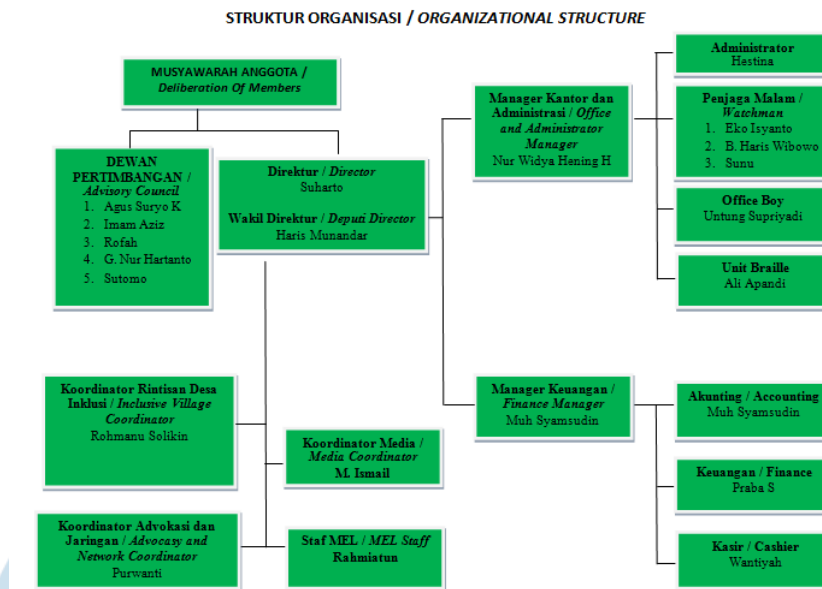 STRUKTUR ORGANISASI / ORGANIZATIONAL STRUCTURE
MUSYAWARAH ANGGOTA /
Deliberation Of Members
DEWAN
PERTIMBANGAN /
Advisory Council
1. Agus Suryo K
2. Imam Aziz
3. Rofah
4. G. Nur Hartanto
5. Sutomo
Direktur / Director
Suharto
Wakil Direktur / Deputi Director
Haris Munandar
Manager Kantor dan
Administrasi / Office
and Administrator
Manager
Nur Widya Hening H
Administrator
Hestina
Penjaga Malam /
Watchman
1. Eko Isyanto
2. B. Haris Wibowo
3. Sunu
Office Boy
Untung Supriyadi
Unit Braille
Ali Apandi
Koordinator Rintisan Desa
Inklusi / Inclusive Village
Coordinator
Rohmanu Solikin
Koordinator Media /
Media Coordinator
M. Ismail
Koordinator Advokasi dan
Jaringan / Advocasy and
Network Coordinator
Purwanti
Staf MEL / MEL Staff
Rahmiatun
Manager Keuangan /
Finance Manager
Muh Syamsudin
Akunting / Accounting
Muh Syamsudin
Keuangan / Finance
Praba S
Kasir / Cashier
Wantiyah